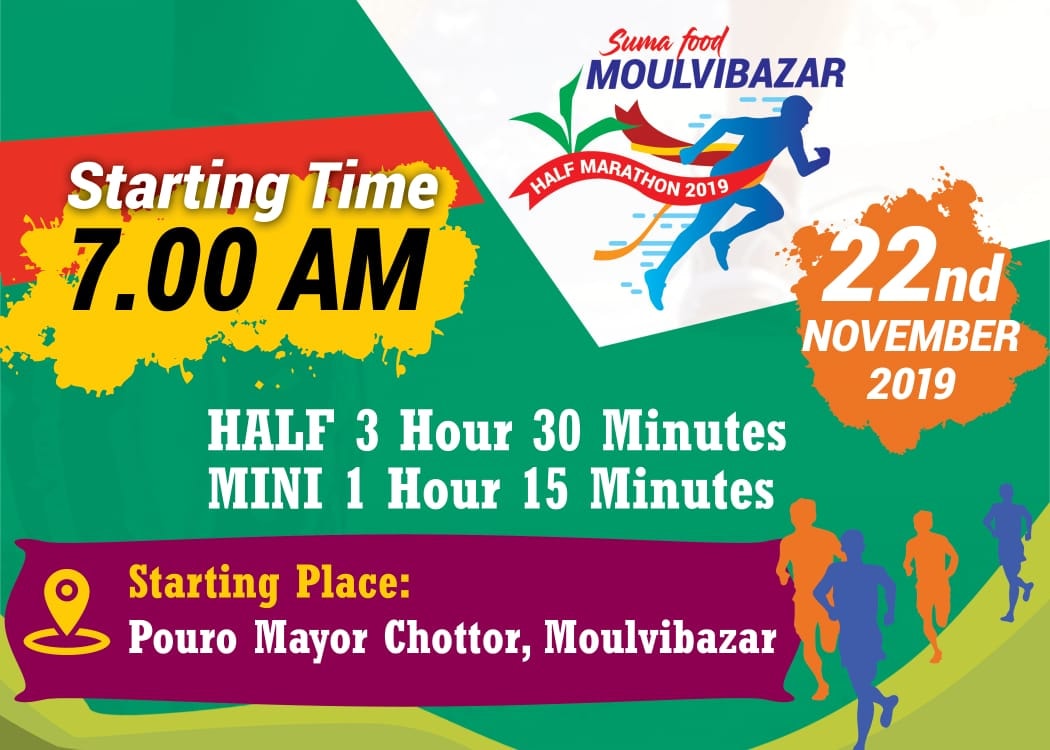 Suma food
MOULVIBAZAR
HALF MARATHON 2019
Starting Time
7.00 AM
22nd
NOVEMBER
2019
HALF 3 Hour 30 Minutes
MINI 1 Hour 15 Minutes
Starting Place:
Pouro Mayor Chottor, Moulvibazar